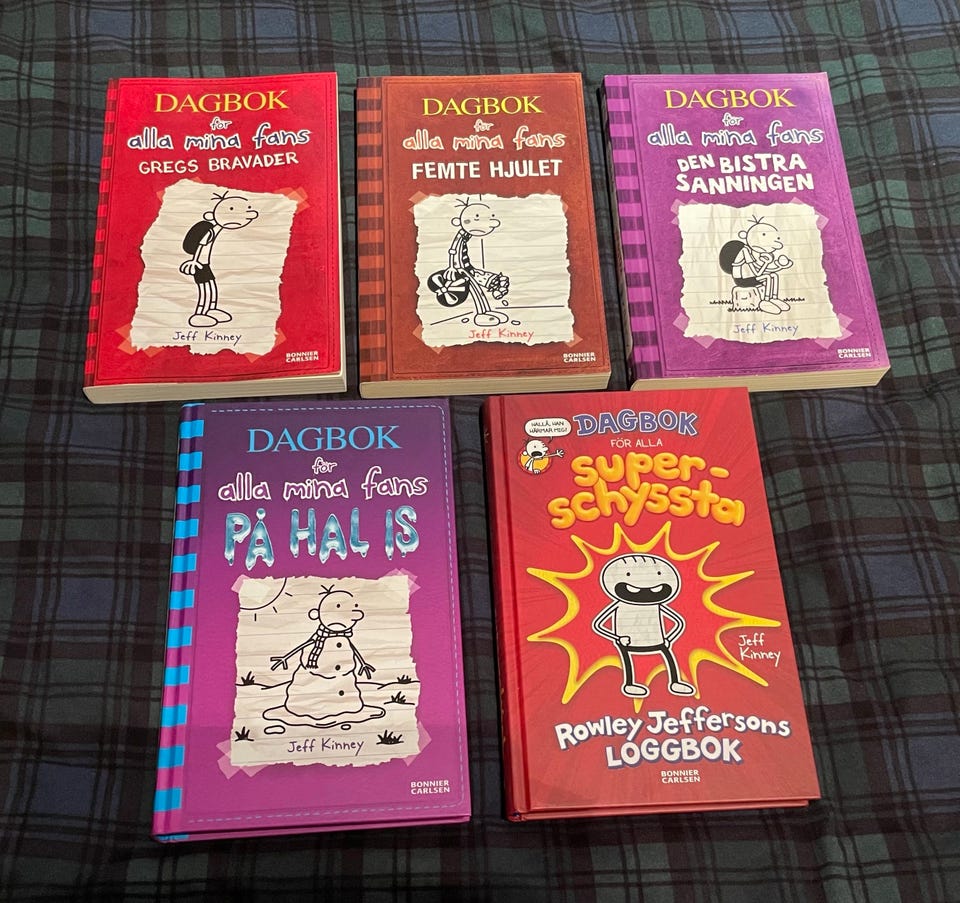 DAGBOK
för
alla mina fans
GREGS BRAVADER
Jeff Kinney
BONNIER
CARLSEN
DAGBOK
för
alla mina fans
FEMTE HJULET
Jeff Kinney
BONNIER
CARLSEN
DAGBOK
för
alla mina fans
DEN BISTRA
SANNINGEN
Jeff Kinney
BONNIER
CARLSEN
DAGBOK
för
alla mina fans
PÅ HAL IS
Jeff Kinney
BONNIER
CARLSEN
HALLÅ, HAN
HÄRMAR MIG!
DAGBOK
FÖR ALLA
super-
schyssta
Jeff
Kinney
Rowley Jeffersons
LOGGBOK
BONNIER
CARLSEN